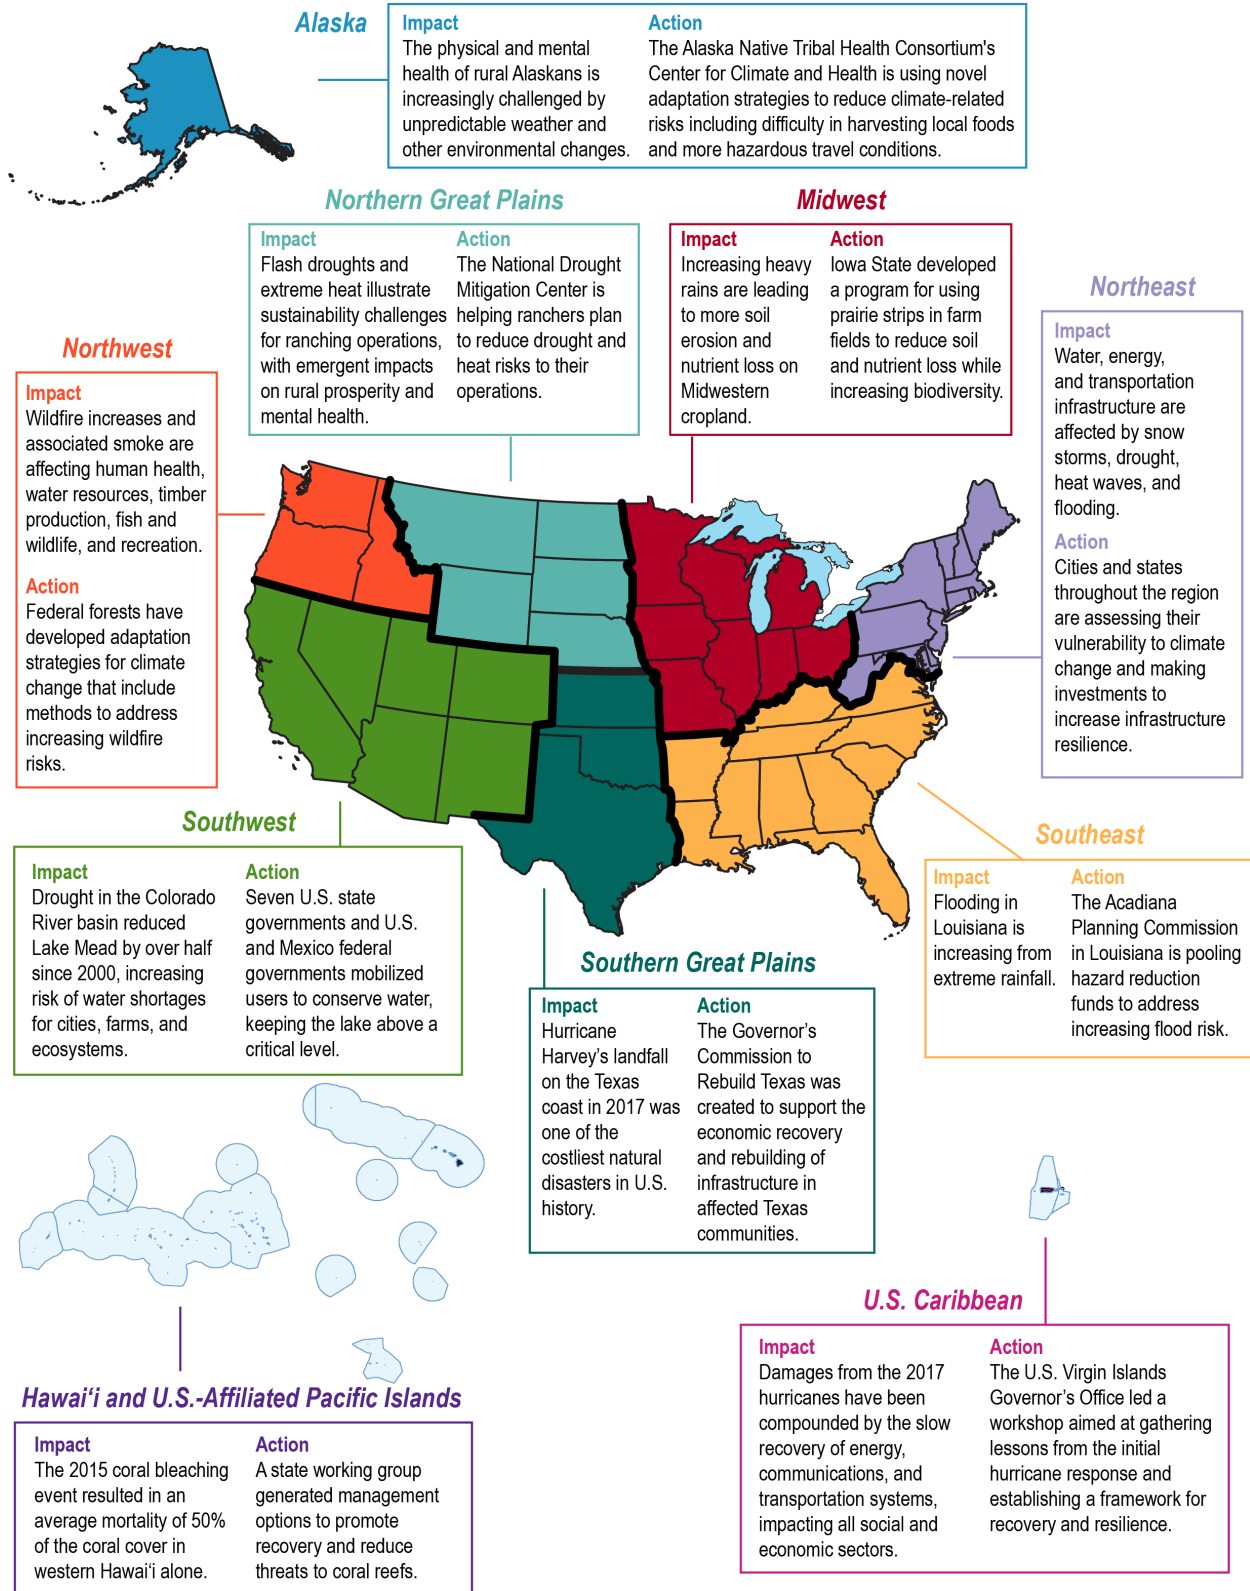 Alaska
Impact
The physical and mental
health of rural Alaskans is
increasingly challenged by
unpredictable weather and
other environmental changes.
Action
The Alaska Native Tribal Health Consortium's
Center for Climate and Health is using novel
adaptation strategies to reduce climate-related
risks including difficulty in harvesting local foods
and more hazardous travel conditions.
Northern Great Plains
Impact
Flash droughts and
extreme heat illustrate
sustainability challenges
for ranching operations,
with emergent impacts
on rural prosperity and
mental health.
Action
The National Drought
Mitigation Center is
helping ranchers plan
to reduce drought and
heat risks to their
operations.
Midwest
Impact
Increasing heavy
rains are leading
to more soil
erosion and
nutrient loss on
Midwestern
cropland.
Action
Iowa State developed
a program for using
prairie strips in farm
fields to reduce soil
and nutrient loss while
increasing biodiversity.
Northeast
Impact
Water, energy,
and transportation
infrastructure are
affected by snow
storms, drought,
heat waves, and
flooding.
Action
Cities and states
throughout the region
are assessing their
vulnerability to climate
change and making
investments to
increase infrastructure
resilience.
Northwest
Impact
Wildfire increases and
associated smoke are
affecting human health,
water resources, timber
production, fish and
wildlife, and recreation.
Action
Federal forests have
developed adaptation
strategies for climate
change that include
methods to address
increasing wildfire
risks.
Southwest
Impact
Drought in the Colorado
River basin reduced
Lake Mead by over half
since 2000, increasing
risk of water shortages
for cities, farms, and
ecosystems.
Action
Seven U.S. state
governments and U.S.
and Mexico federal
governments mobilized
users to conserve water,
keeping the lake above a
critical level.
Southeast
Impact
Flooding in
Louisiana is
increasing from
extreme rainfall.
Action
The Acadiana
Planning Commission
in Louisiana is pooling
hazard reduction
funds to address
increasing flood risk.
Southern Great Plains
Impact
Hurricane
Harvey’s landfall
on the Texas
coast in 2017 was
one of the
costliest natural
disasters in U.S.
history.
Action
The Governor’s
Commission to
Rebuild Texas was
created to support the
economic recovery
and rebuilding of
infrastructure in
affected Texas
communities.
U.S. Caribbean
Impact
Damages from the 2017
hurricanes have been
compounded by the slow
recovery of energy,
communications, and
transportation systems,
impacting all social and
economic sectors.
Action
The U.S. Virgin Islands
Governor’s Office led a
workshop aimed at gathering
lessons from the initial
hurricane response and
establishing a framework for
recovery and resilience.
Hawai‘i and U.S.-Affiliated Pacific Islands
Impact
The 2015 coral bleaching
event resulted in an
average mortality of 50%
of the coral cover in
western Hawai‘i alone.
Action
A state working group
generated management
options to promote
recovery and reduce
threats to coral reefs.